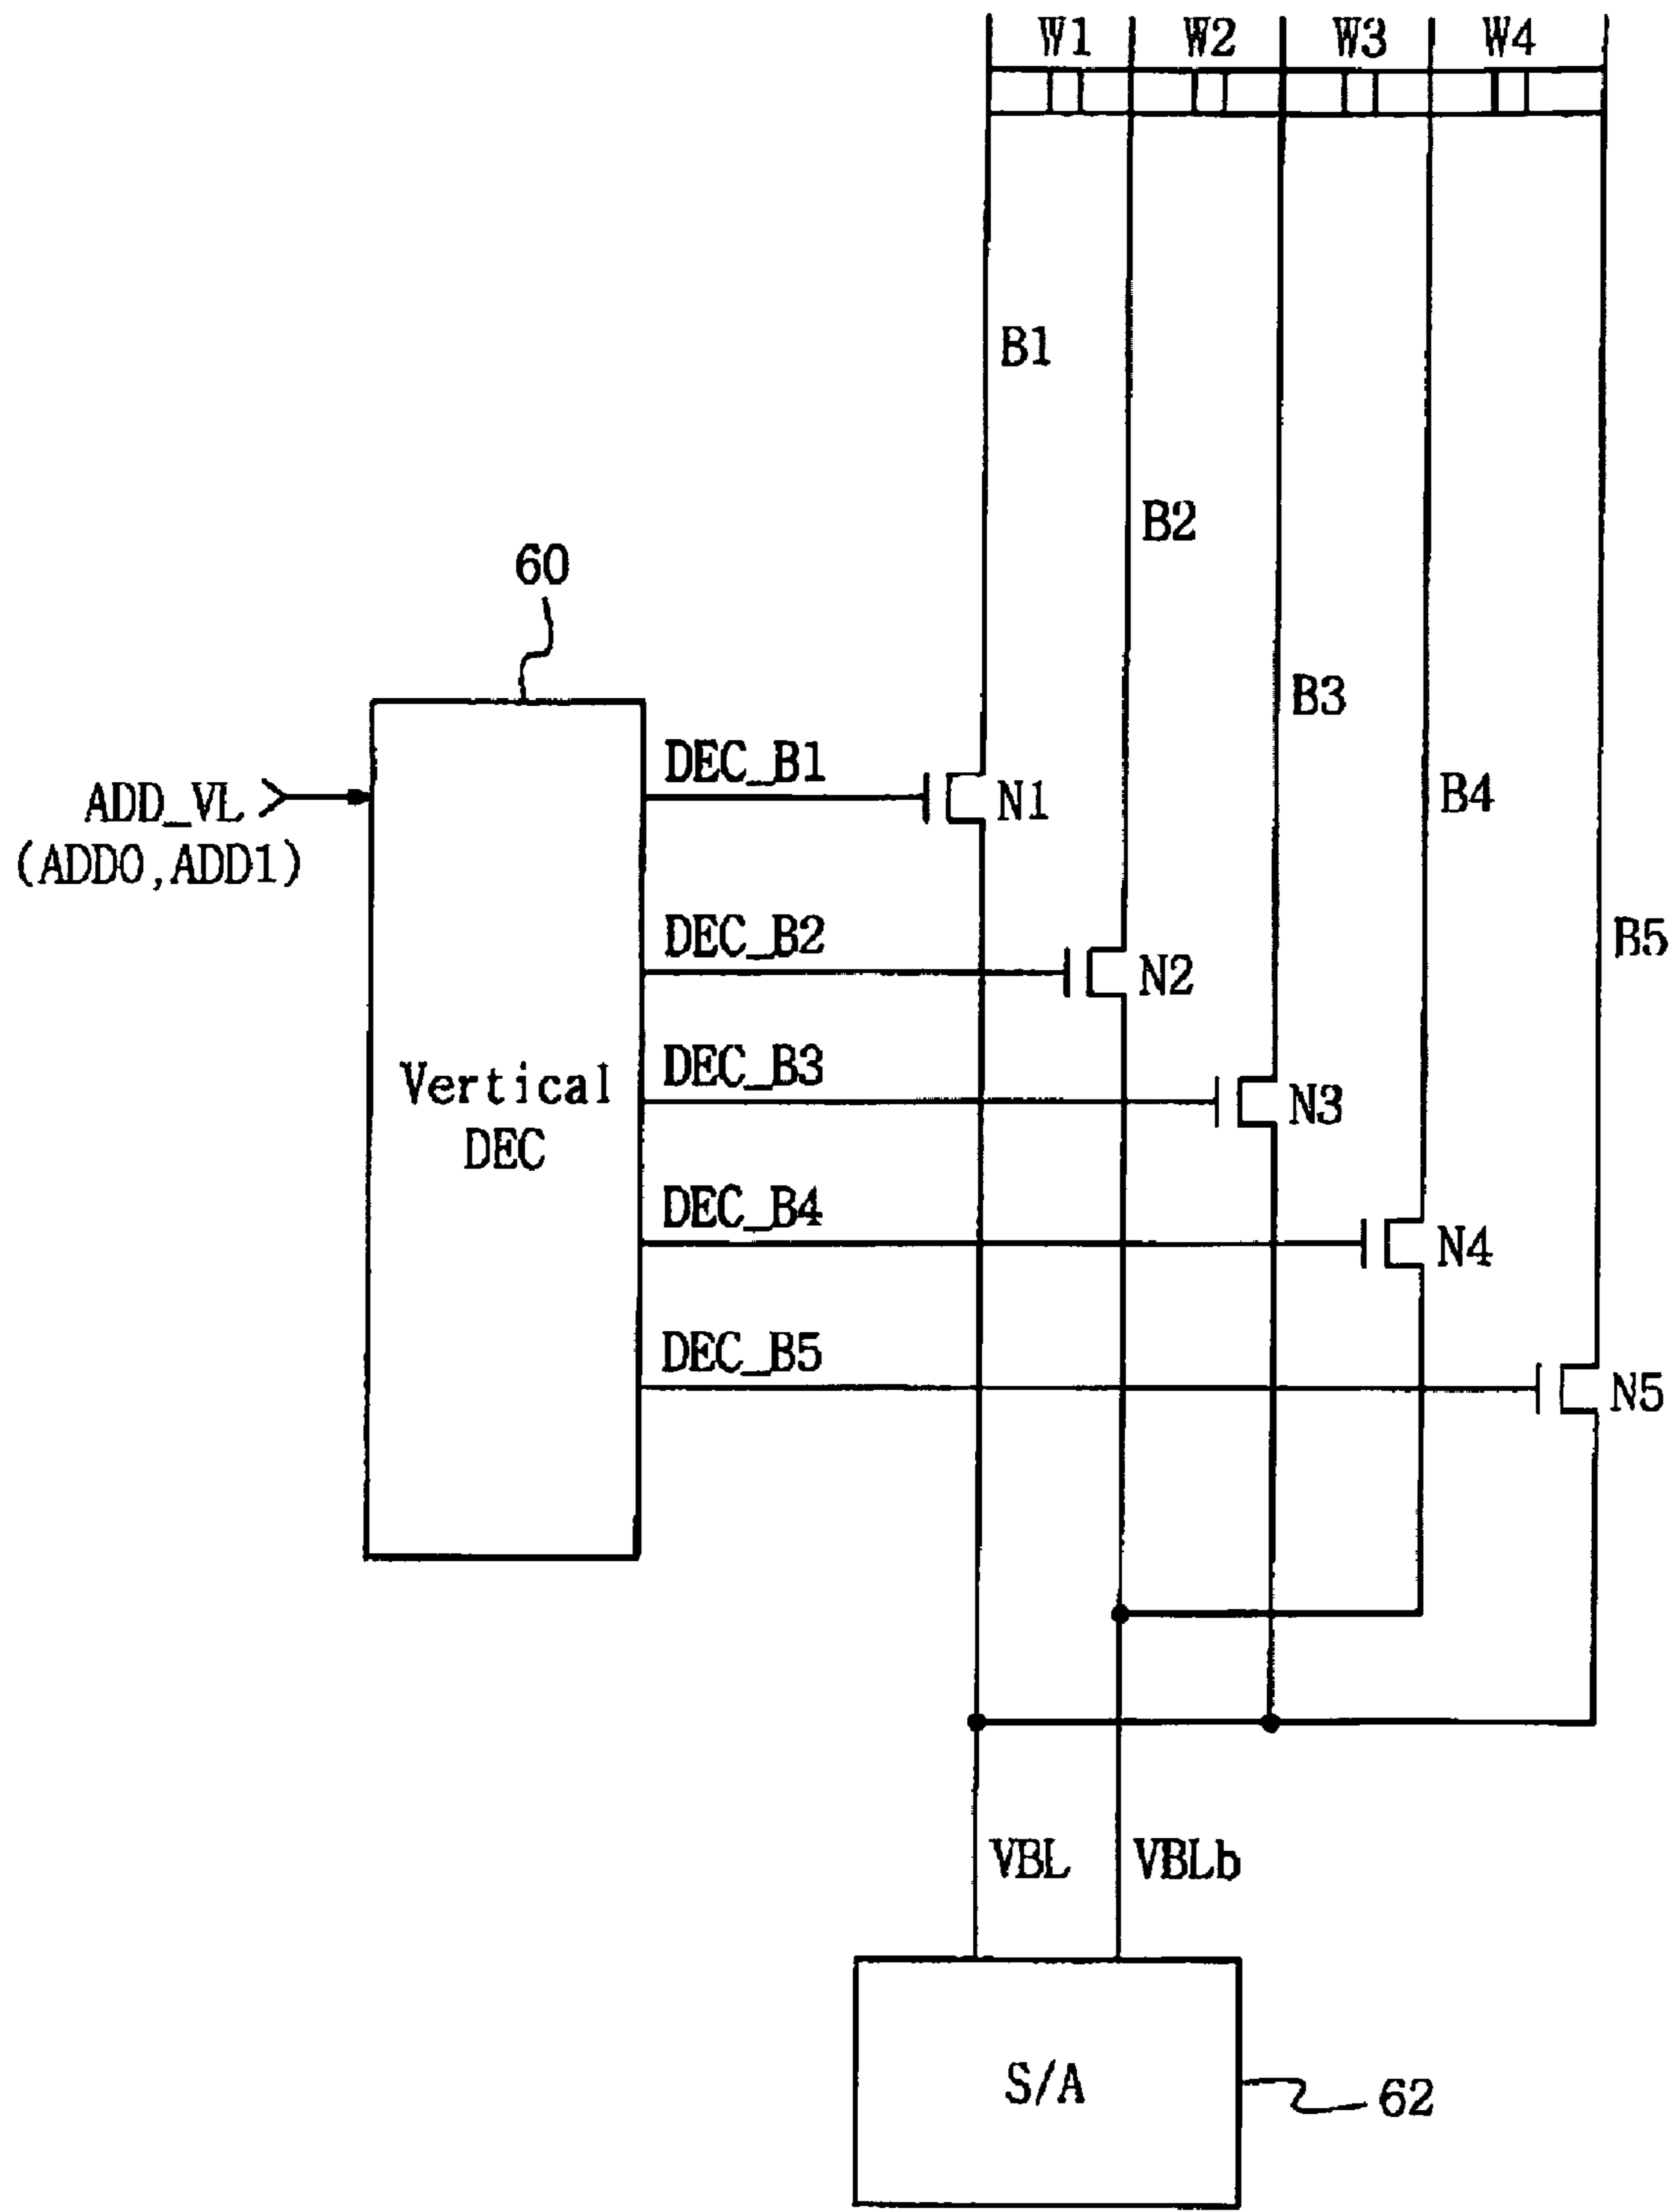 W1 W2 W3 W4
B1
B2
60
B3
DEC_B1
B4
ADD_VL
N1
(ADD0,ADD1)
DEC_B2
B5
N2
DEC_B3
Vertical
DEC
N3
DEC_B4
N4
DEC_B5
N5
VBL VBLb
S/A
62